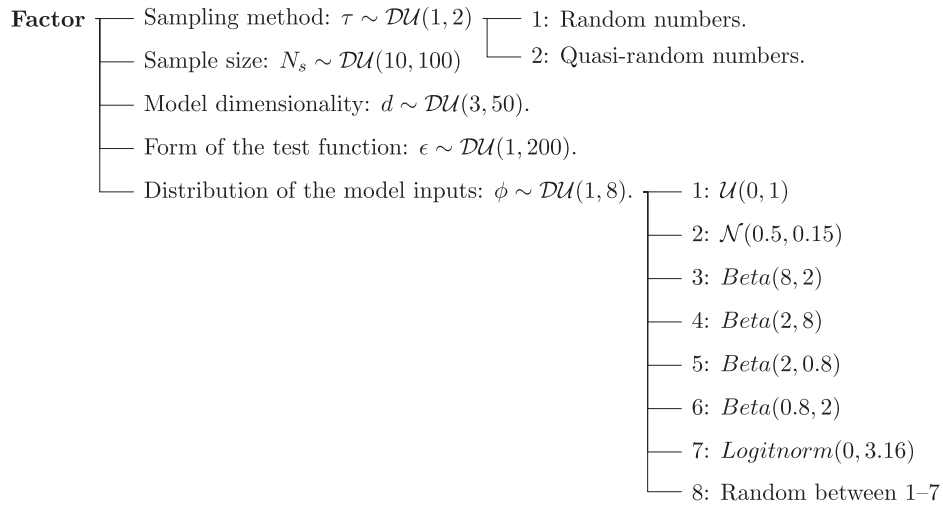 Factor
Sampling method: τ ∼ 𝒟𝒰(1, 2)
1: Random numbers.
2: Quasi-random numbers.
Sample size: Nₛ ∼ 𝒟𝒰(10, 100)
Model dimensionality: d ∼ 𝒟𝒰(3, 50).
Form of the test function: ϵ ∼ 𝒟𝒰(1, 200).
Distribution of the model inputs: ϕ ∼ 𝒟𝒰(1, 8).
1: 𝒰(0, 1)
2: 𝒩(0.5, 0.15)
3: Beta(8, 2)
4: Beta(2, 8)
5: Beta(2, 0.8)
6: Beta(0.8, 2)
7: Logitnorm(0, 3.16)
8: Random between 1–7